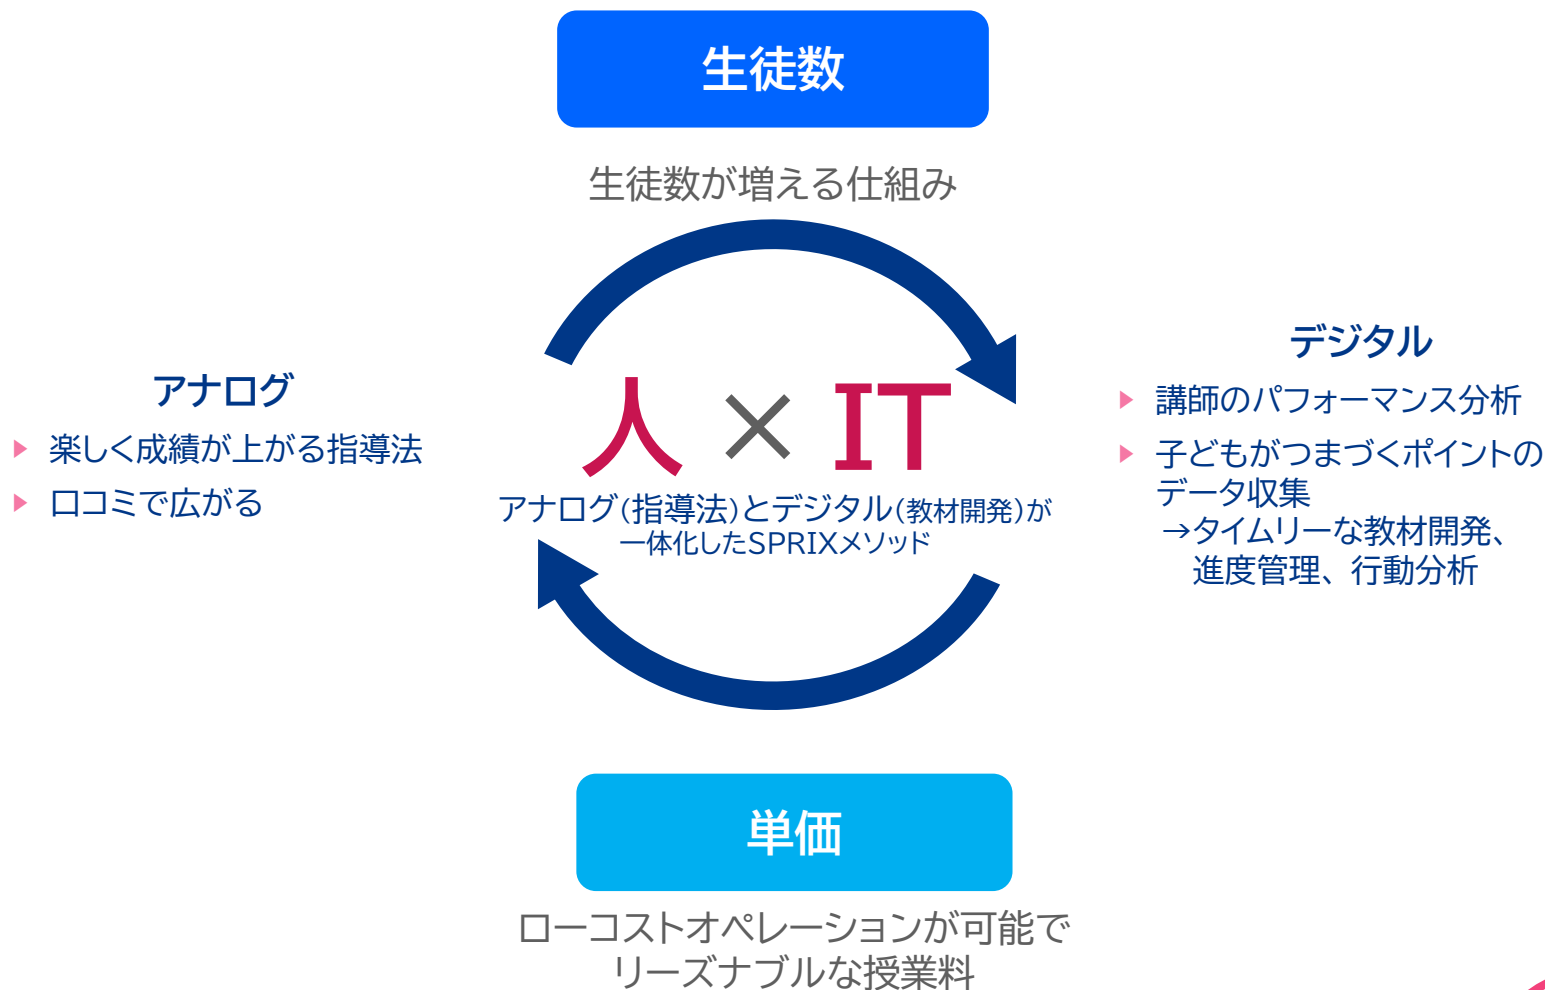 生徒数
生徒数が増える仕組み
アナログ
楽しく成績が上がる指導法
口コミで広がる
人 × IT
アナログ(指導法)とデジタル(教材開発)が
一体化したSPRIXメソッド
デジタル
講師のパフォーマンス分析
子どもがつまづくポイントの
データ収集
→タイムリーな教材開発、
進度管理、行動分析
単価
ローコストオペレーションが可能で
リーズナブルな授業料